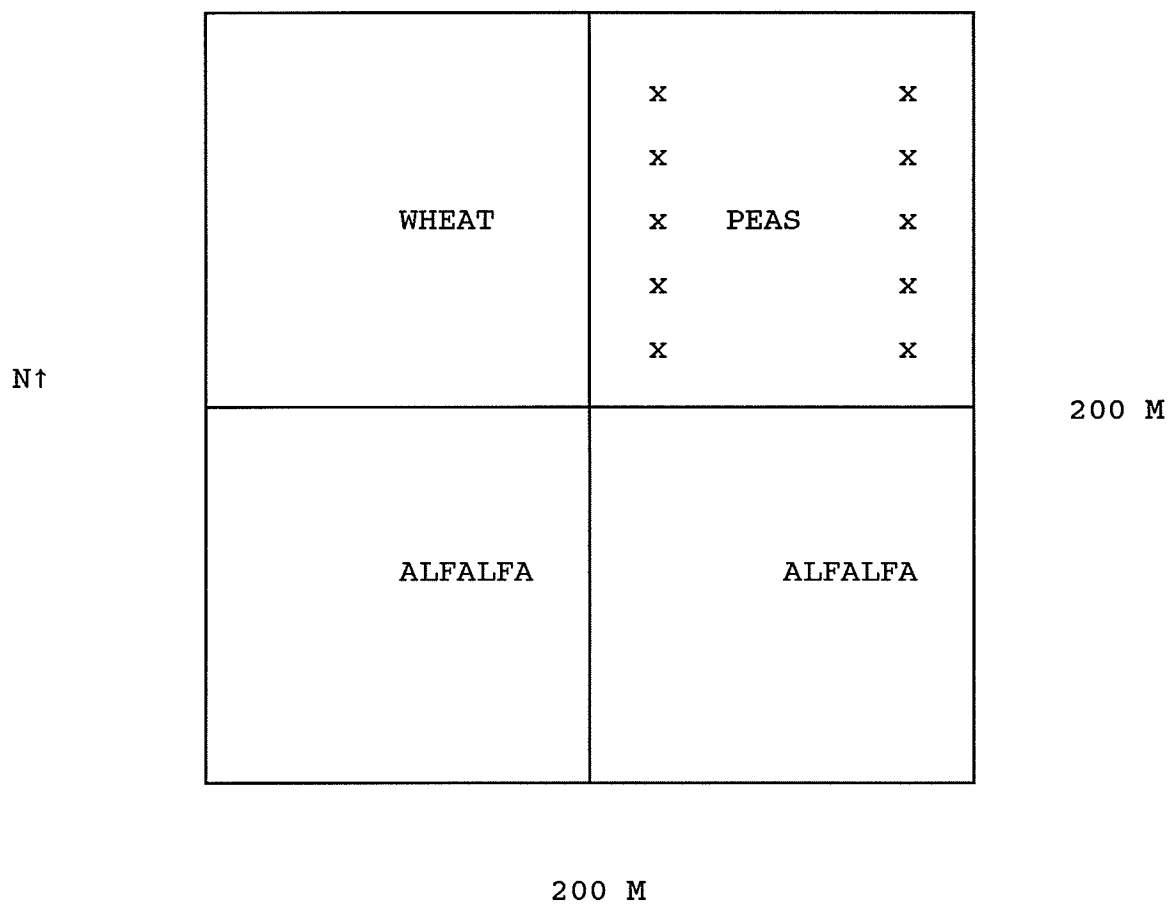 x x
x x
WHEAT x PEAS x
x x
x x
N↑
200 M
ALFALFA ALFALFA
200 M